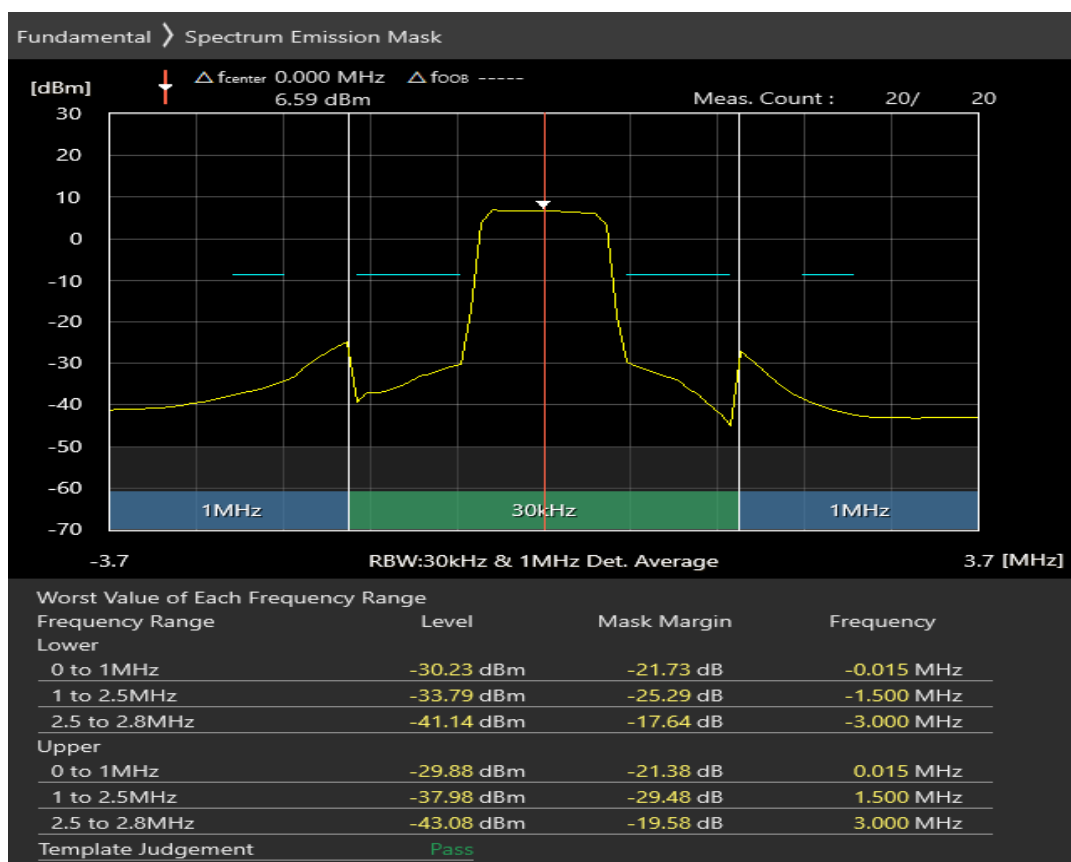 Fundamental ❯ Spectrum Emission Mask
[dBm] △ fcenter 0.000 MHz △ fOOB -----
6.59 dBm Meas. Count : 20/ 20
30
20
10
0
-10
-20
-30
-40
-50
-60
1MHz 30kHz 1MHz
-70
-3.7 RBW:30kHz & 1MHz Det. Average 3.7 [MHz]
Worst Value of Each Frequency Range
Frequency Range Level Mask Margin Frequency
Lower
0 to 1MHz -30.23 dBm -21.73 dB -0.015 MHz
1 to 2.5MHz -33.79 dBm -25.29 dB -1.500 MHz
2.5 to 2.8MHz -41.14 dBm -17.64 dB -3.000 MHz
Upper
0 to 1MHz -29.88 dBm -21.38 dB 0.015 MHz
1 to 2.5MHz -37.98 dBm -29.48 dB 1.500 MHz
2.5 to 2.8MHz -43.08 dBm -19.58 dB 3.000 MHz
Template Judgement Pass